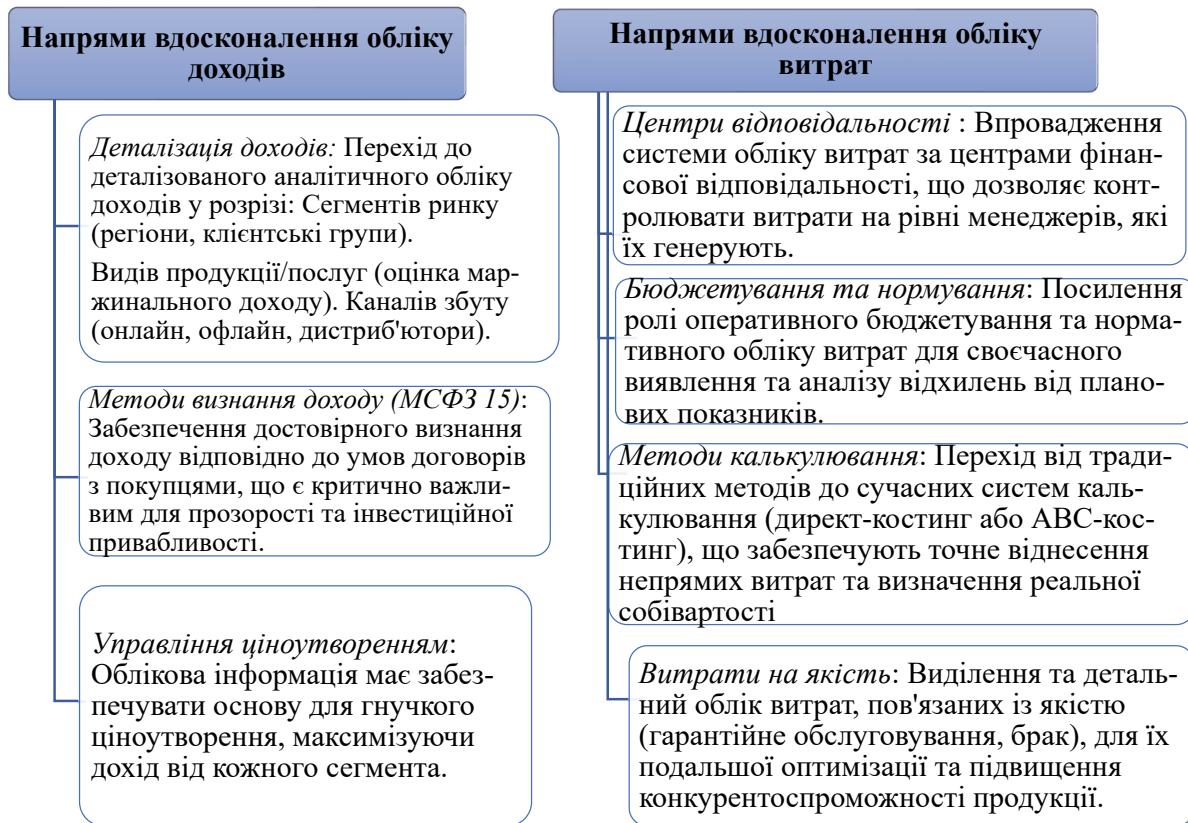 Напрями вдосконалення обліку
доходів
Деталізація доходів: Перехід до
деталізованого аналітичного обліку
доходів у розрізі: Сегментів ринку
(регіони, клієнтські групи).
Видів продукції/послуг (оцінка мар-
жинального доходу). Каналів збуту
(онлайн, офлайн, дистриб'ютори).
Методи визнання доходу (МСФЗ 15):
Забезпечення достовірного визнання
доходу відповідно до умов договорів
з покупцями, що є критично важли-
вим для прозорості та інвестиційної
привабливості.
Управління ціноутворенням:
Облікова інформація має забез-
печувати основу для гнучкого
ціноутворення, максимізуючи
дохід від кожного сегмента.
Напрями вдосконалення обліку
витрат
Центри відповідальності : Впровадження
системи обліку витрат за центрами фінан-
сової відповідальності, що дозволяє конт-
ролювати витрати на рівні менеджерів, які
їх генерують.
Бюджетування та нормування: Посилення
ролі оперативного бюджетування та норма-
тивного обліку витрат для своєчасного
виявлення та аналізу відхилень від плано-
вих показників.
Методи калькулювання: Перехід від тради-
ційних методів до сучасних систем каль-
кулювання (директ-костинг або АВС-кос-
тинг), що забезпечують точне віднесення
непрямих витрат та визначення реальної
собівартості
Витрати на якість: Виділення та деталь-
ний облік витрат, пов'язаних із якістю
(гарантійне обслуговування, брак), для їх
подальшої оптимізації та підвищення
конкурентоспроможності продукції.